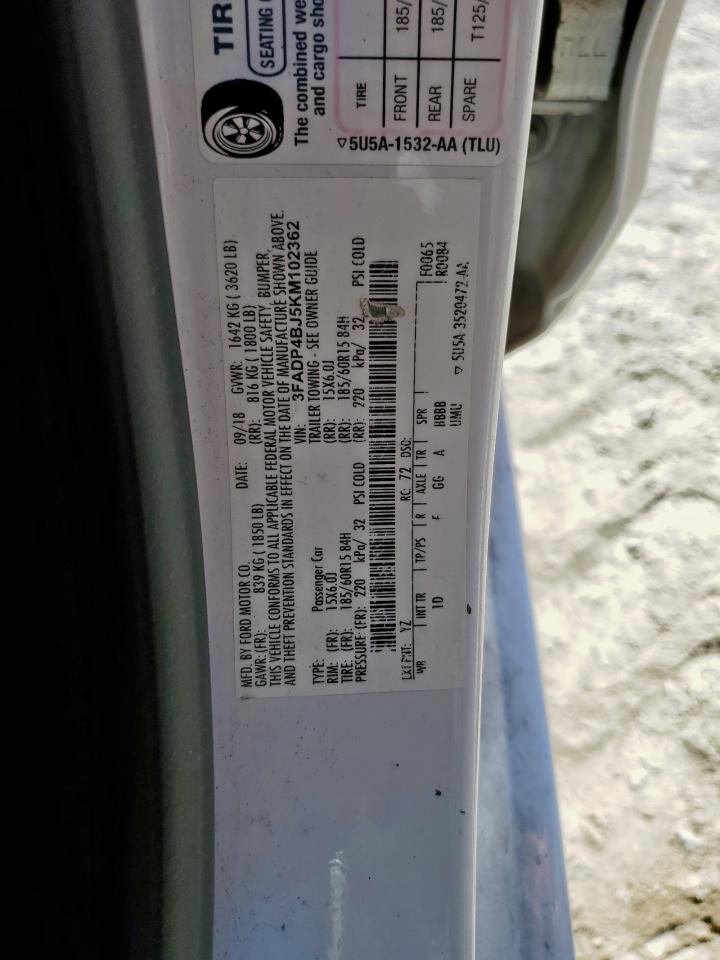 TIR
SEATING
The combined we
and cargo sho
TIRE
FRONT 185/
REAR 185/
SPARE T125/
5U5A-1532-AA (TLU)
MFD. BY FORD MOTOR CO.
DATE: 09/18 GVWR: 1642 KG ( 3620 LB)
GAWR: (FR): 839 KG ( 1850 LB) (RR): 816 KG ( 1800 LB)
THIS VEHICLE CONFORMS TO ALL APPLICABLE FEDERAL MOTOR VEHICLE SAFETY, BUMPER,
AND THEFT PREVENTION STANDARDS IN EFFECT ON THE DATE OF MANUFACTURE SHOWN ABOVE.
VIN: 3FADP4BJ5KM102362
TYPE: Passenger Car TRAILER TOWING - SEE OWNER GUIDE
RIM: (FR): 15X6.0J (RR): 15X6.0J
TIRE: (FR): 185/60R15 84H (RR): 185/60R15 84H
PRESSURE (FR): 220 kPa/ 32 PSI COLD (RR): 220 kPa/ 32 PSI COLD
EXT PNT: YZ RC: 72 DSO: F0065
WB INT TR TP/PS R AXLE TR SPR R0084
1D F GG A BBBB
UMU 5U5A 3520472 AA